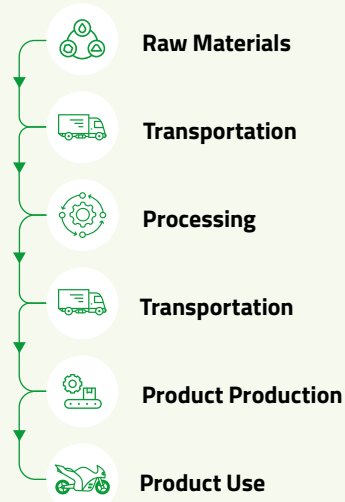 Raw Materials
Transportation
Processing
Transportation
Product Production
Product Use